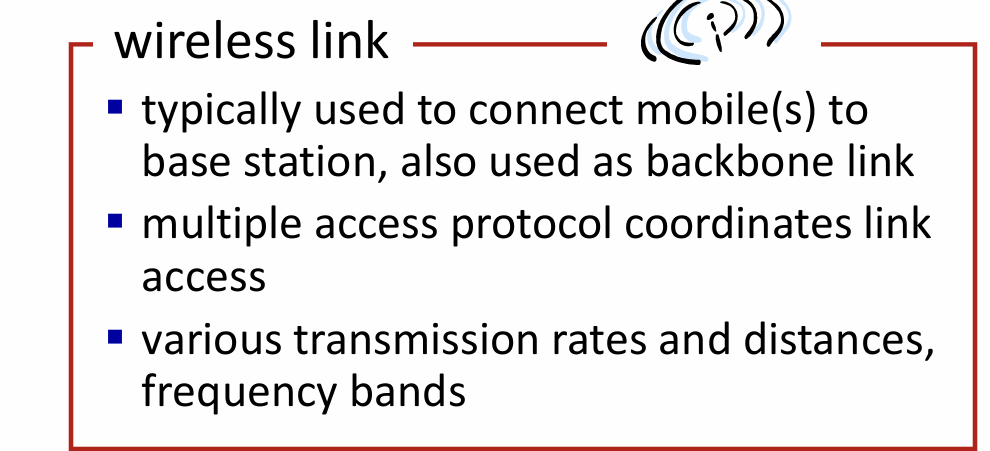 wireless link
▪ typically used to connect mobile(s) to
base station, also used as backbone link
▪ multiple access protocol coordinates link
access
▪ various transmission rates and distances,
frequency bands